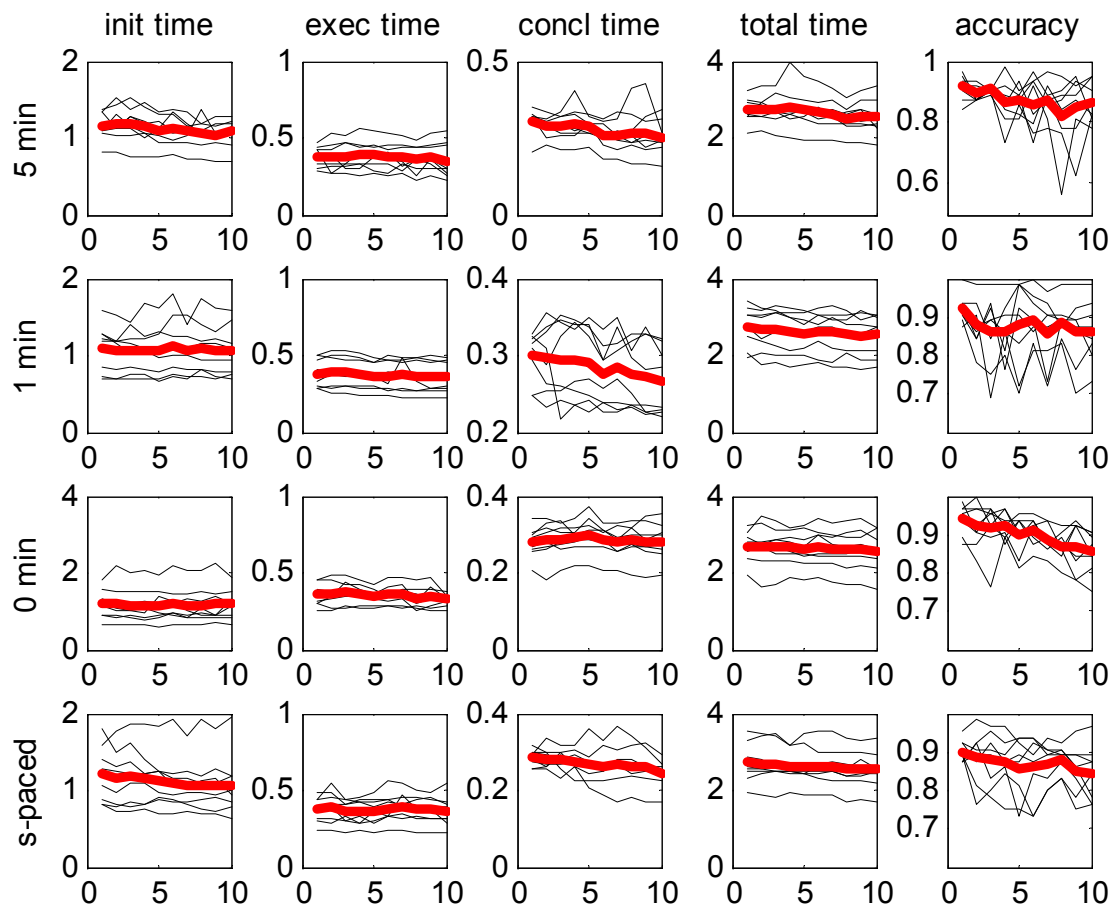 init time exec time concl time total time accuracy
2 1 0.5 4 1
5 min 1 0.5 2 0.8
0.6
0 0 0 0
0 5 10 0 5 10 0 5 10 0 5 10 0 5 10
2 1 0.4 4
1 min 1 0.5 0.3 2 0.9
0.8
0.7
0 0 0.2 0
0 5 10 0 5 10 0 5 10 0 5 10 0 5 10
4 1 0.4 4
0 min 2 0.5 0.2 2 0.9
0.8
0.7
0 0 0 0
0 5 10 0 5 10 0 5 10 0 5 10 0 5 10
2 1 0.4 4
s-paced 1 0.5 0.2 2 0.9
0.8
0.7
0 0 0 0
0 5 10 0 5 10 0 5 10 0 5 10 0 5 10